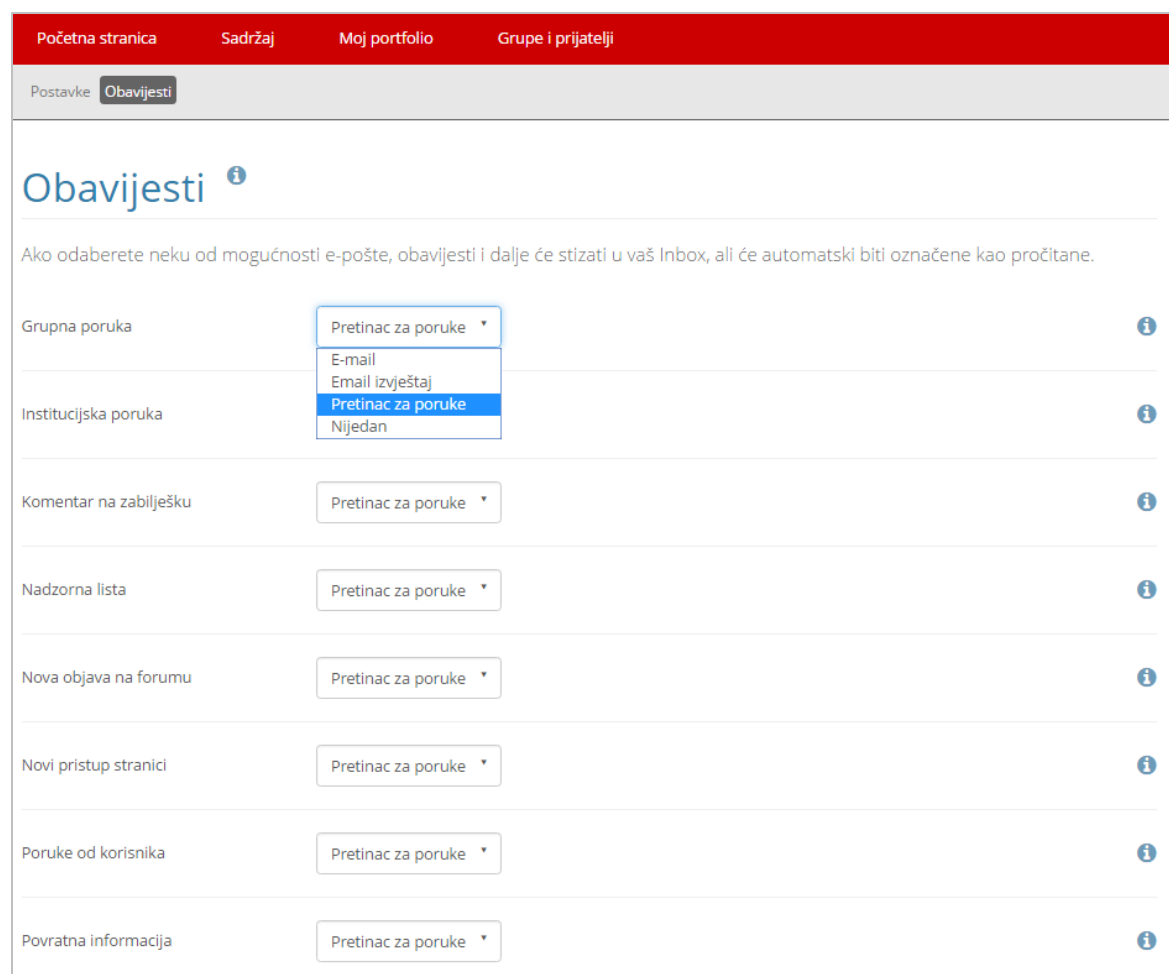 Početna stranica Sadržaj Moj portfolio Grupe i prijatelji
Postavke Obavijesti
Obavijesti
Ako odaberete neku od mogućnosti e-pošte, obavijesti i dalje će stizati u vaš Inbox, ali će automatski biti označene kao pročitane.
Grupna poruka Pretinac za poruke
E-mail
Email izvještaj
Pretinac za poruke
Nijedan
Institucijska poruka
Komentar na zabilješku Pretinac za poruke
Nadzorna lista Pretinac za poruke
Nova objava na forumu Pretinac za poruke
Novi pristup stranici Pretinac za poruke
Poruke od korisnika Pretinac za poruke
Povratna informacija Pretinac za poruke